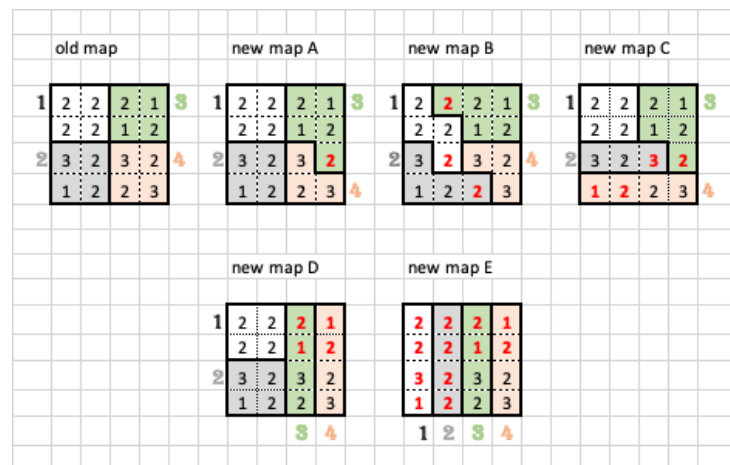 old map new map A new map B new map C
1 2 2 2 1 3 1 2 2 2 1 3 1 2 2 2 1 3 1 2 2 2 1 3
2 2 1 2 2 2 1 2 2 2 1 2 2 2 1 2
2 3 2 3 2 4 2 3 2 3 2 2 3 2 3 2 4 2 3 2 3 2
1 2 2 3 1 2 2 3 4 1 2 2 3 1 2 2 3 4
new map D new map E
1 2 2 2 1 2 2 2 1
2 2 1 2 2 2 1 2
2 3 2 3 2 3 2 3 2
1 2 2 3 1 2 2 3
3 4 1 2 3 4